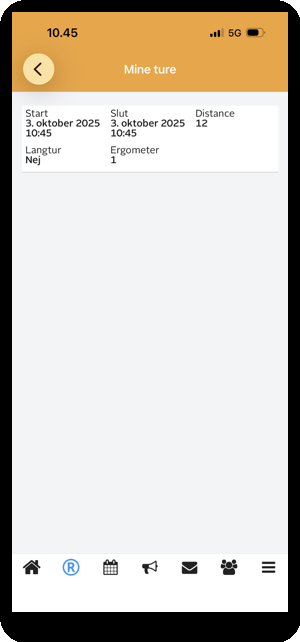 10.45
5G
Mine ture
Start
3. oktober 2025
10:45
Slut
3. oktober 2025
10:45
Distance
12
Langtur
Nej
Ergometer
1
R